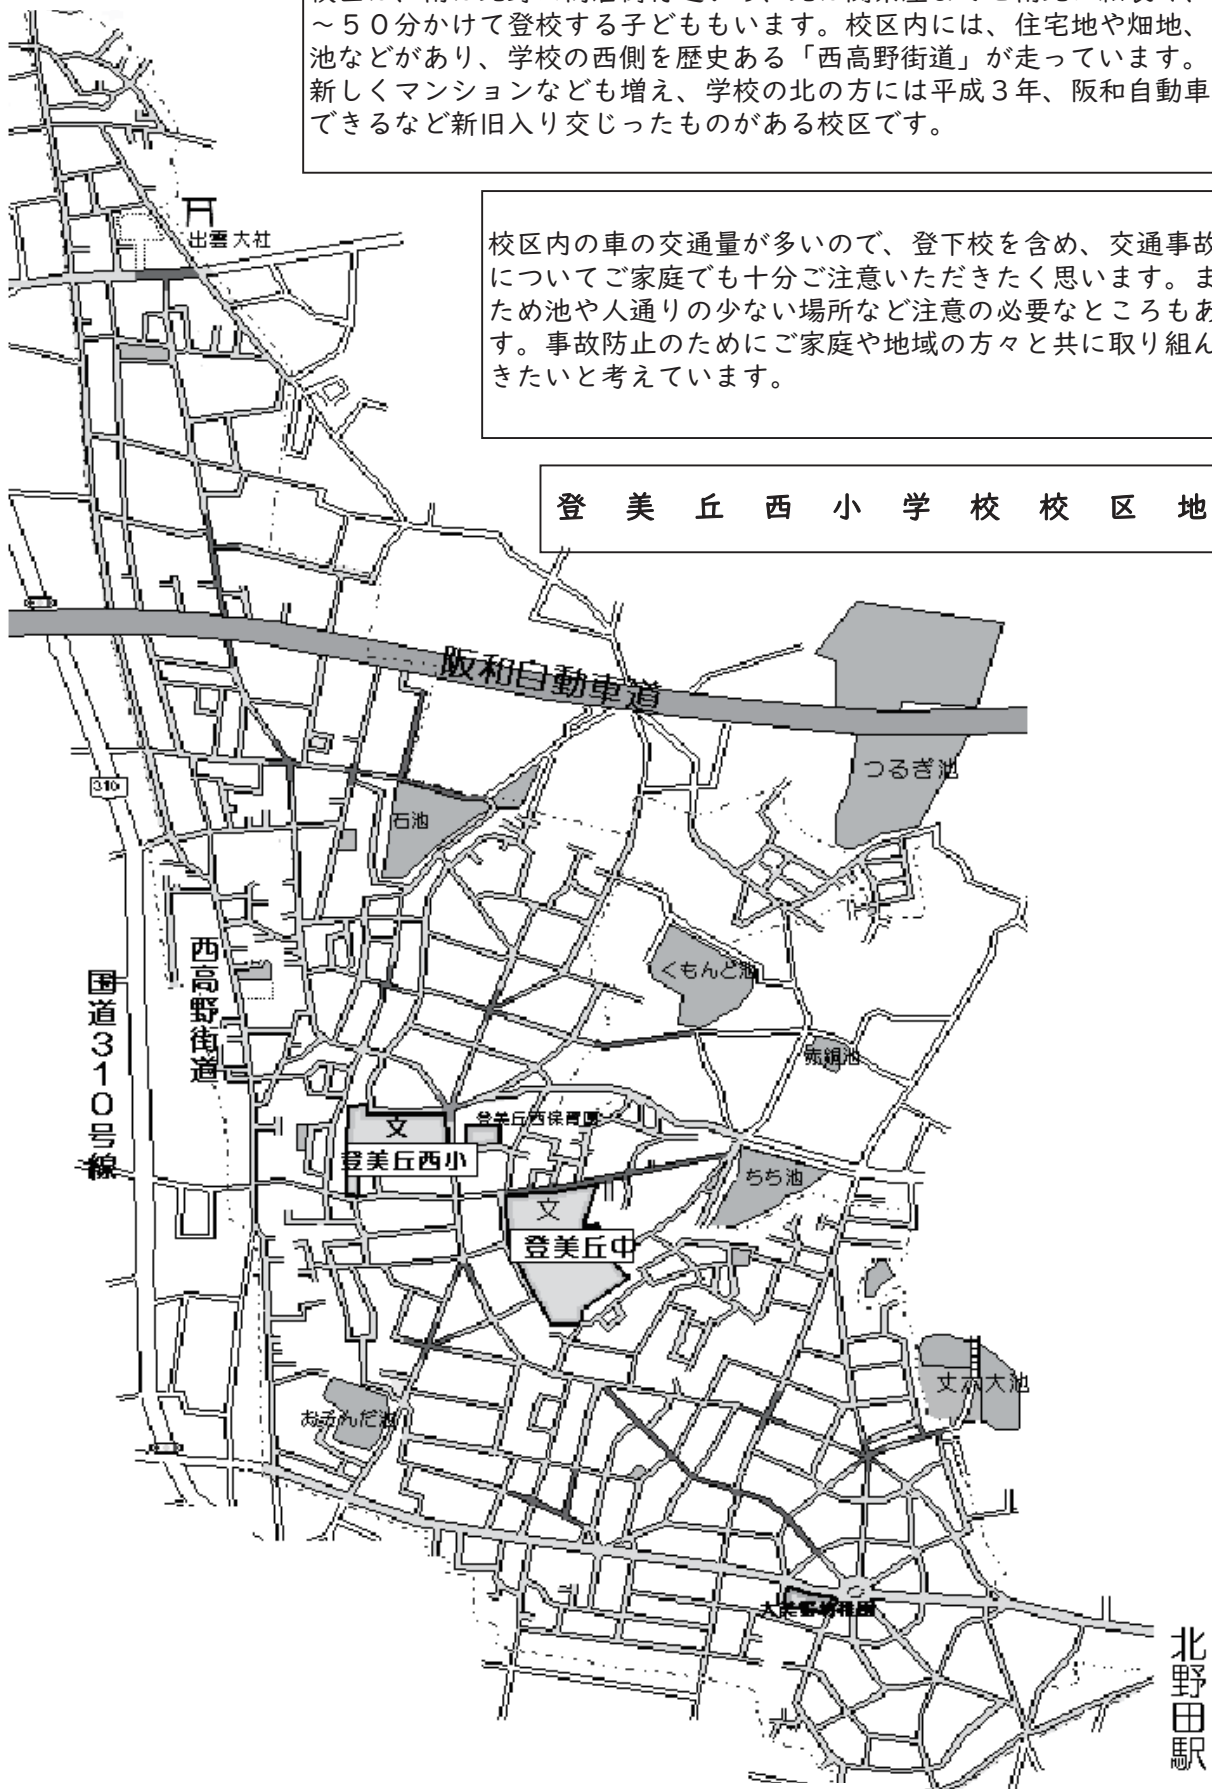 ～５０分かけて登校する子どももいます。校区内には、住宅地や畑地、
池などがあり、学校の西側を歴史ある「西高野街道」が走っています。
新しくマンションなども増え、学校の北の方には平成３年、阪和自動車
できるなど新旧入り交じったものがある校区です。
出雲大社
校区内の車の交通量が多いので、登下校を含め、交通事故
についてご家庭でも十分ご注意いただきたく思います。ま
ため池や人通りの少ない場所など注意の必要なところもあ
す。事故防止のためにご家庭や地域の方々と共に取り組ん
きたいと考えています。
登美丘西小学校校区地
阪和自動車道
つるぎ池
310
石池
西高野街道
くもんど池
国道３１０号線
赤銅池
文
登美丘西保育園
登美丘西小
ちち池
文
登美丘中
丈六大池
大美野幼稚園
北野田駅